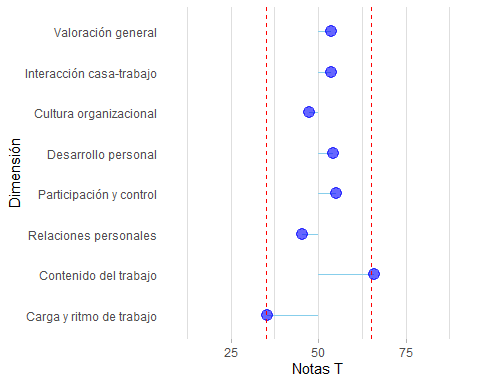 Dimensión
Valoración general
Interacción casa-trabajo
Cultura organizacional
Desarrollo personal
Participación y control
Relaciones personales
Contenido del trabajo
Carga y ritmo de trabajo
25 50 75
Notas T